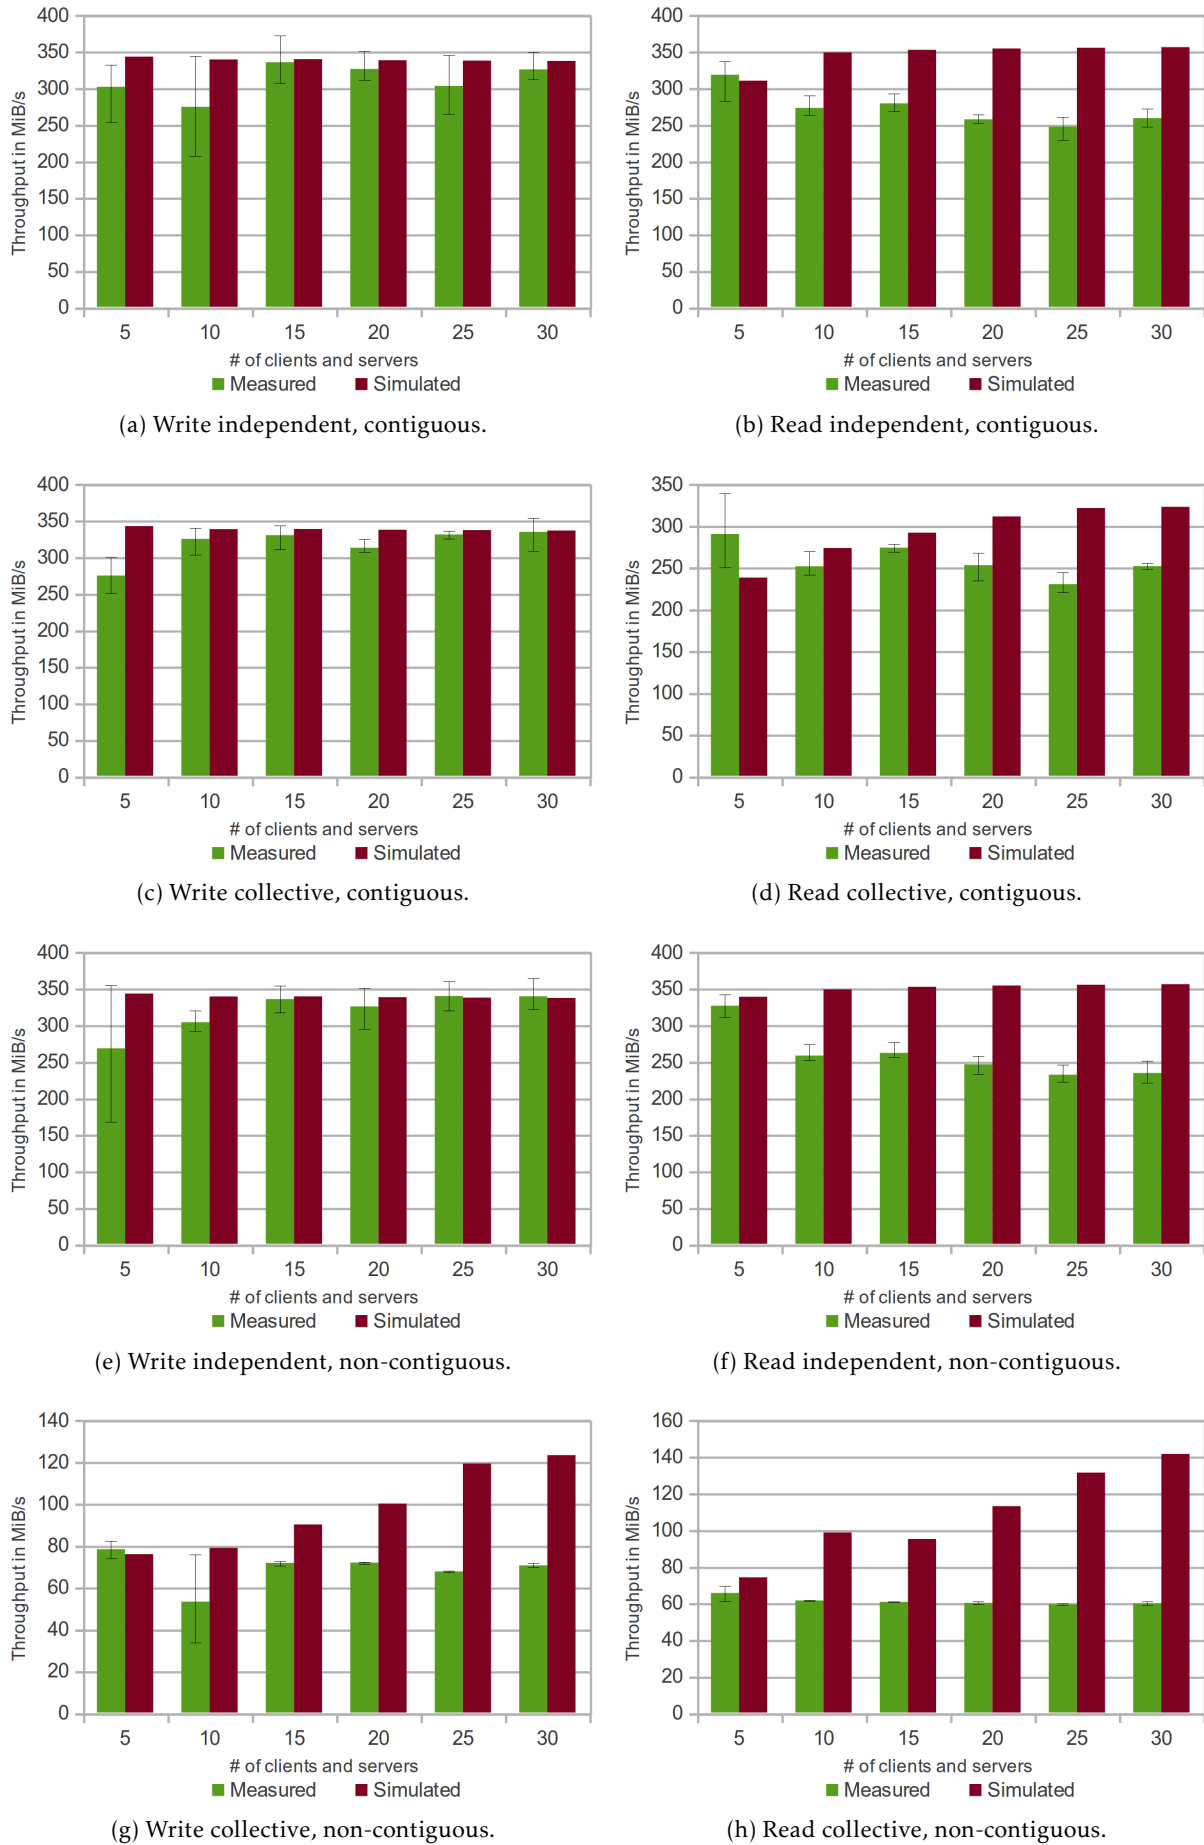 400
350
300
250
200
150
100
50
0
Throughput in MiB/s
5 10 15 20 25 30
# of clients and servers
Measured Simulated
(a) Write independent, contiguous.
400
350
300
250
200
150
100
50
0
Throughput in MiB/s
5 10 15 20 25 30
# of clients and servers
Measured Simulated
(b) Read independent, contiguous.
400
350
300
250
200
150
100
50
0
Throughput in MiB/s
5 10 15 20 25 30
# of clients and servers
Measured Simulated
(c) Write collective, contiguous.
350
300
250
200
150
100
50
0
Throughput in MiB/s
5 10 15 20 25 30
# of clients and servers
Measured Simulated
(d) Read collective, contiguous.
400
350
300
250
200
150
100
50
0
Throughput in MiB/s
5 10 15 20 25 30
# of clients and servers
Measured Simulated
(e) Write independent, non-contiguous.
400
350
300
250
200
150
100
50
0
Throughput in MiB/s
5 10 15 20 25 30
# of clients and servers
Measured Simulated
(f) Read independent, non-contiguous.
140
120
100
80
60
40
20
0
Throughput in MiB/s
5 10 15 20 25 30
# of clients and servers
Measured Simulated
(g) Write collective, non-contiguous.
160
140
120
100
80
60
40
20
0
Throughput in MiB/s
5 10 15 20 25 30
# of clients and servers
Measured Simulated
(h) Read collective, non-contiguous.